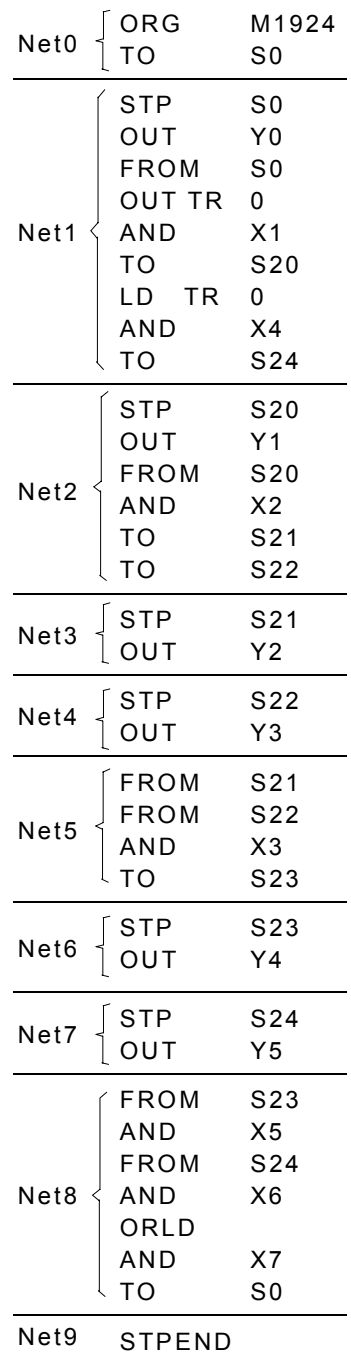 Net0 ORG M1924
TO S0
STP S0
OUT Y0
FROM S0
OUT TR 0
Net1 AND X1
TO S20
LD TR 0
AND X4
TO S24
STP S20
OUT Y1
FROM S20
Net2 AND X2
TO S21
TO S22
Net3 STP S21
OUT Y2
Net4 STP S22
OUT Y3
FROM S21
FROM S22
Net5 AND X3
TO S23
Net6 STP S23
OUT Y4
Net7 STP S24
OUT Y5
FROM S23
AND X5
FROM S24
Net8 AND X6
ORLD
AND X7
TO S0
Net9 STPEND